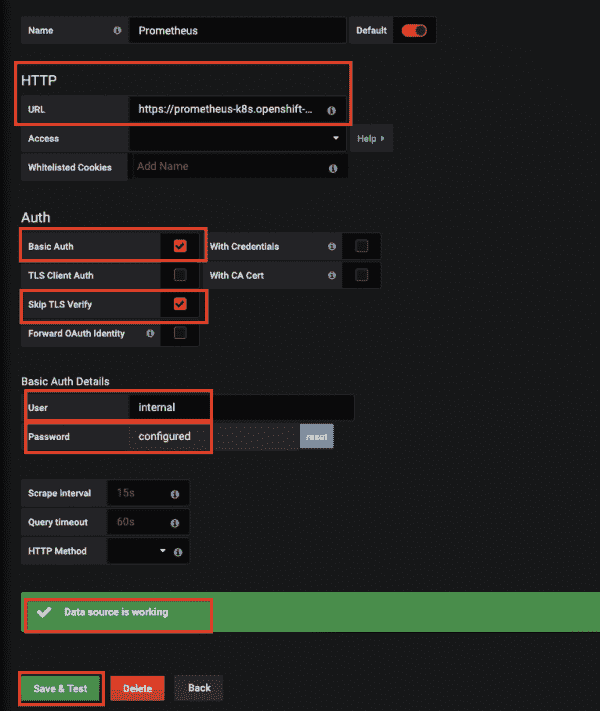 Name Prometheus Default
HTTP
URL https://prometheus-k8s.openshift-...
Access Help
Whitelisted Cookies Add Name
Auth
Basic Auth With Credentials
TLS Client Auth With CA Cert
Skip TLS Verify
Forward OAuth Identity
Basic Auth Details
User internal
Password configured reset
Scrape interval 15s
Query timeout 60s
HTTP Method
Data source is working
Save & Test Delete Back